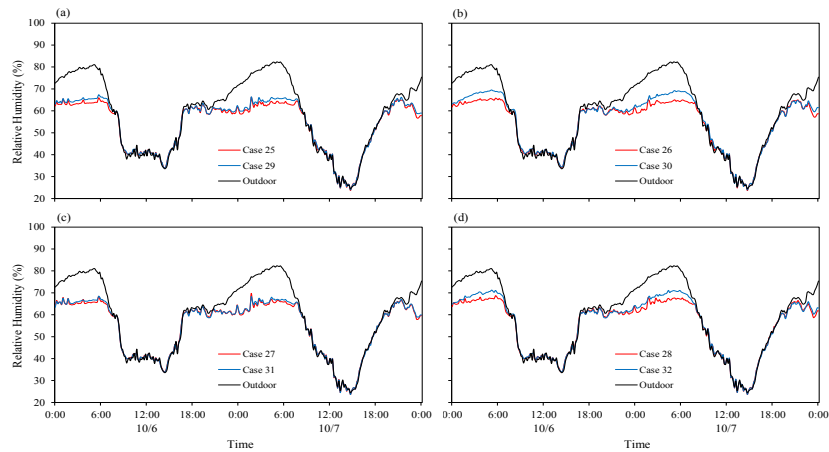 (a)
(b)
100
90
80
70
60
50
40
30
20
Relative Humidity (%)
Case 25
Case 29
Outdoor
Case 26
Case 30
Outdoor
(c)
(d)
100
90
80
70
60
50
40
30
20
Relative Humidity (%)
Case 27
Case 31
Outdoor
Case 28
Case 32
Outdoor
0:00 6:00 12:00 18:00 0:00 6:00 12:00 18:00 0:00
10/6 10/7
Time
0:00 6:00 12:00 18:00 0:00 6:00 12:00 18:00 0:00
10/6 10/7
Time